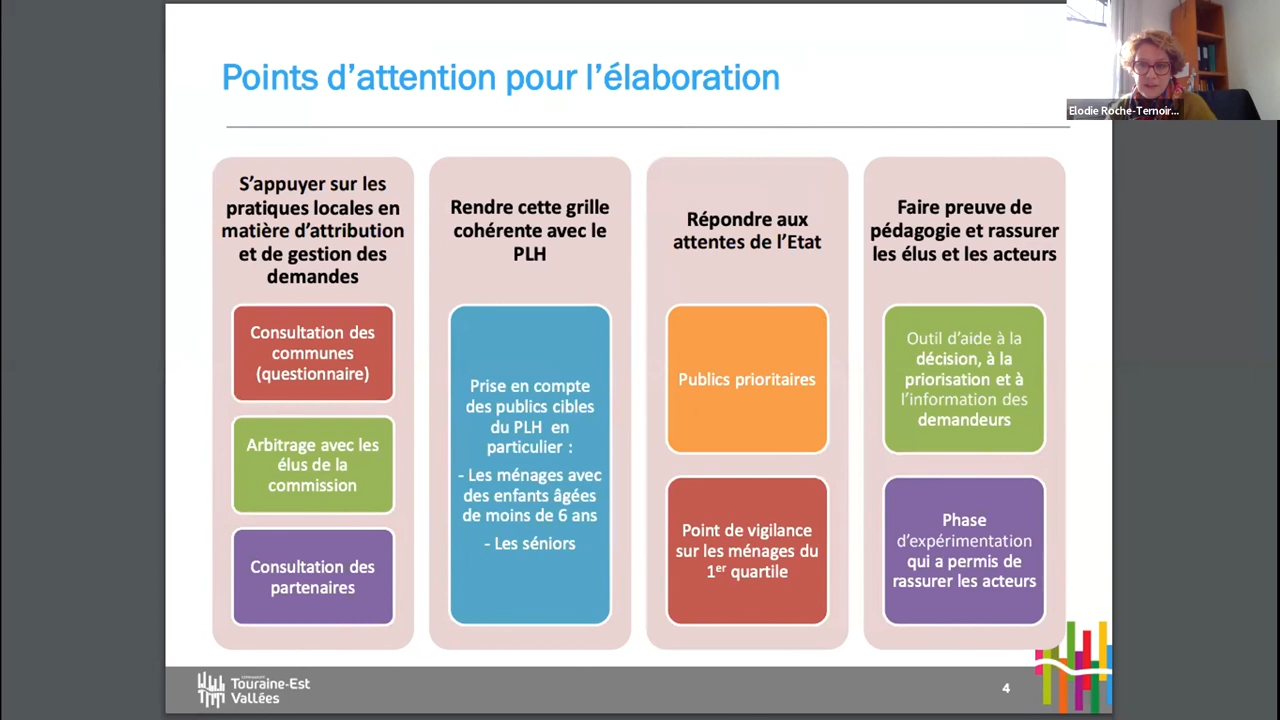 Points d'attention pour l'élaboration
Elodie Roche-Ternoir...
S'appuyer sur les
pratiques locales en
matière d'attribution
et de gestion des
demandes
Consultation des
communes
(questionnaire)
Arbitrage avec les
élus de la
commission
Consultation des
partenaires
Rendre cette grille
cohérente avec le
PLH
Prise en compte
des publics cibles
du PLH en
particulier :
- Les ménages avec
des enfants âgées
de moins de 6 ans
- Les séniors
Répondre aux
attentes de l'Etat
Publics prioritaires
Point de vigilance
sur les ménages du
1er quartile
Faire preuve de
pédagogie et rassurer
les élus et les acteurs
Outil d'aide à la
décision, à la
priorisation et à
l'information des
demandeurs
Phase
d'expérimentation
qui a permis de
rassurer les acteurs
Touraine-Est
Vallées
4